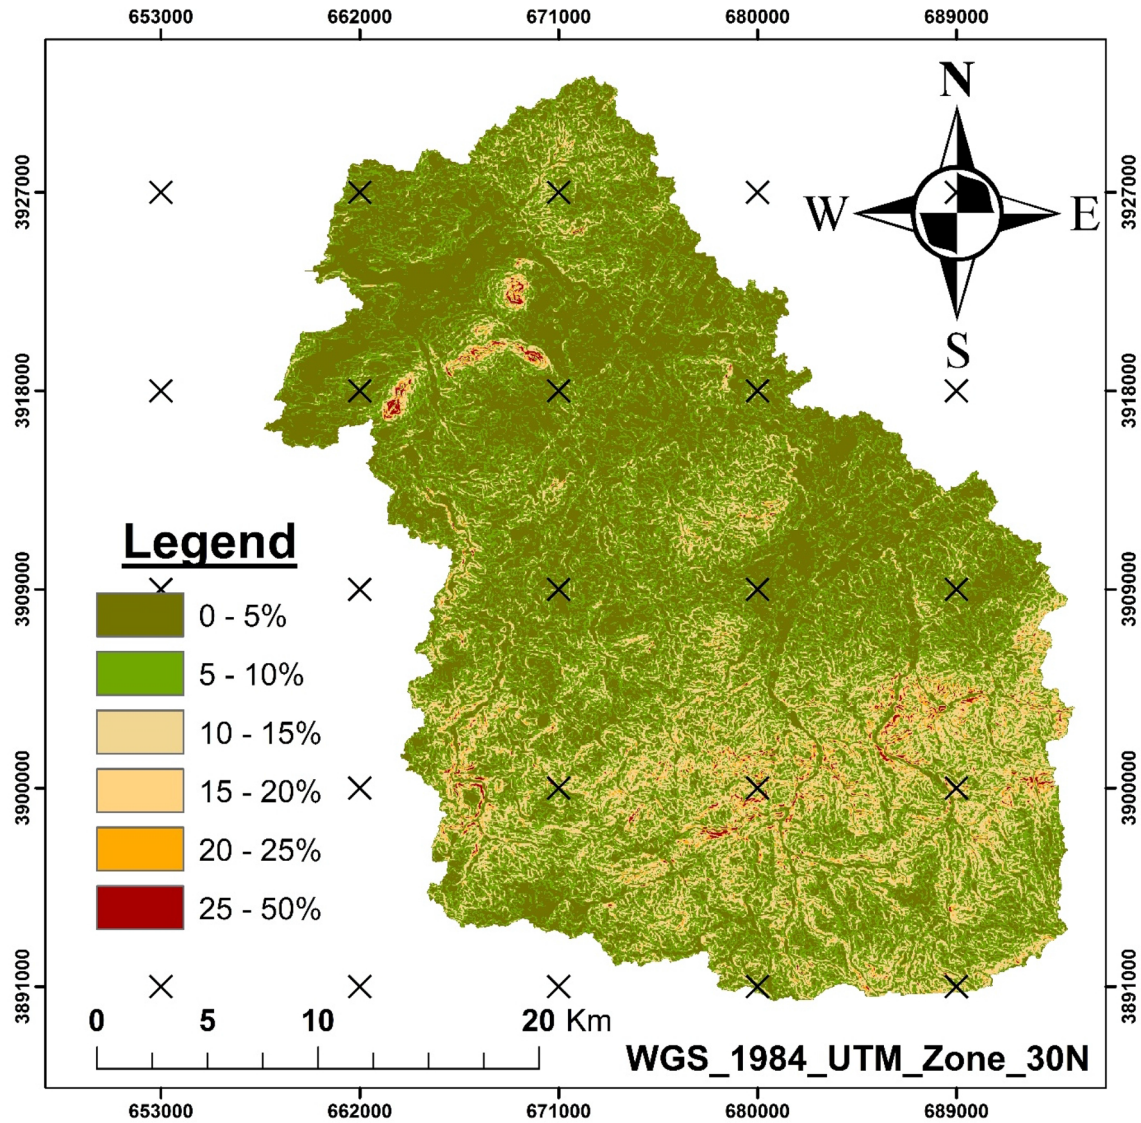 653000 662000 671000 680000 689000
N
W E
S
3927000 3927000
3918000 3918000
3909000 3909000
3900000 3900000
3891000 3891000
Legend
0 - 5%
5 - 10%
10 - 15%
15 - 20%
20 - 25%
25 - 50%
0 5 10 20 Km
WGS_1984_UTM_Zone_30N
653000 662000 671000 680000 689000